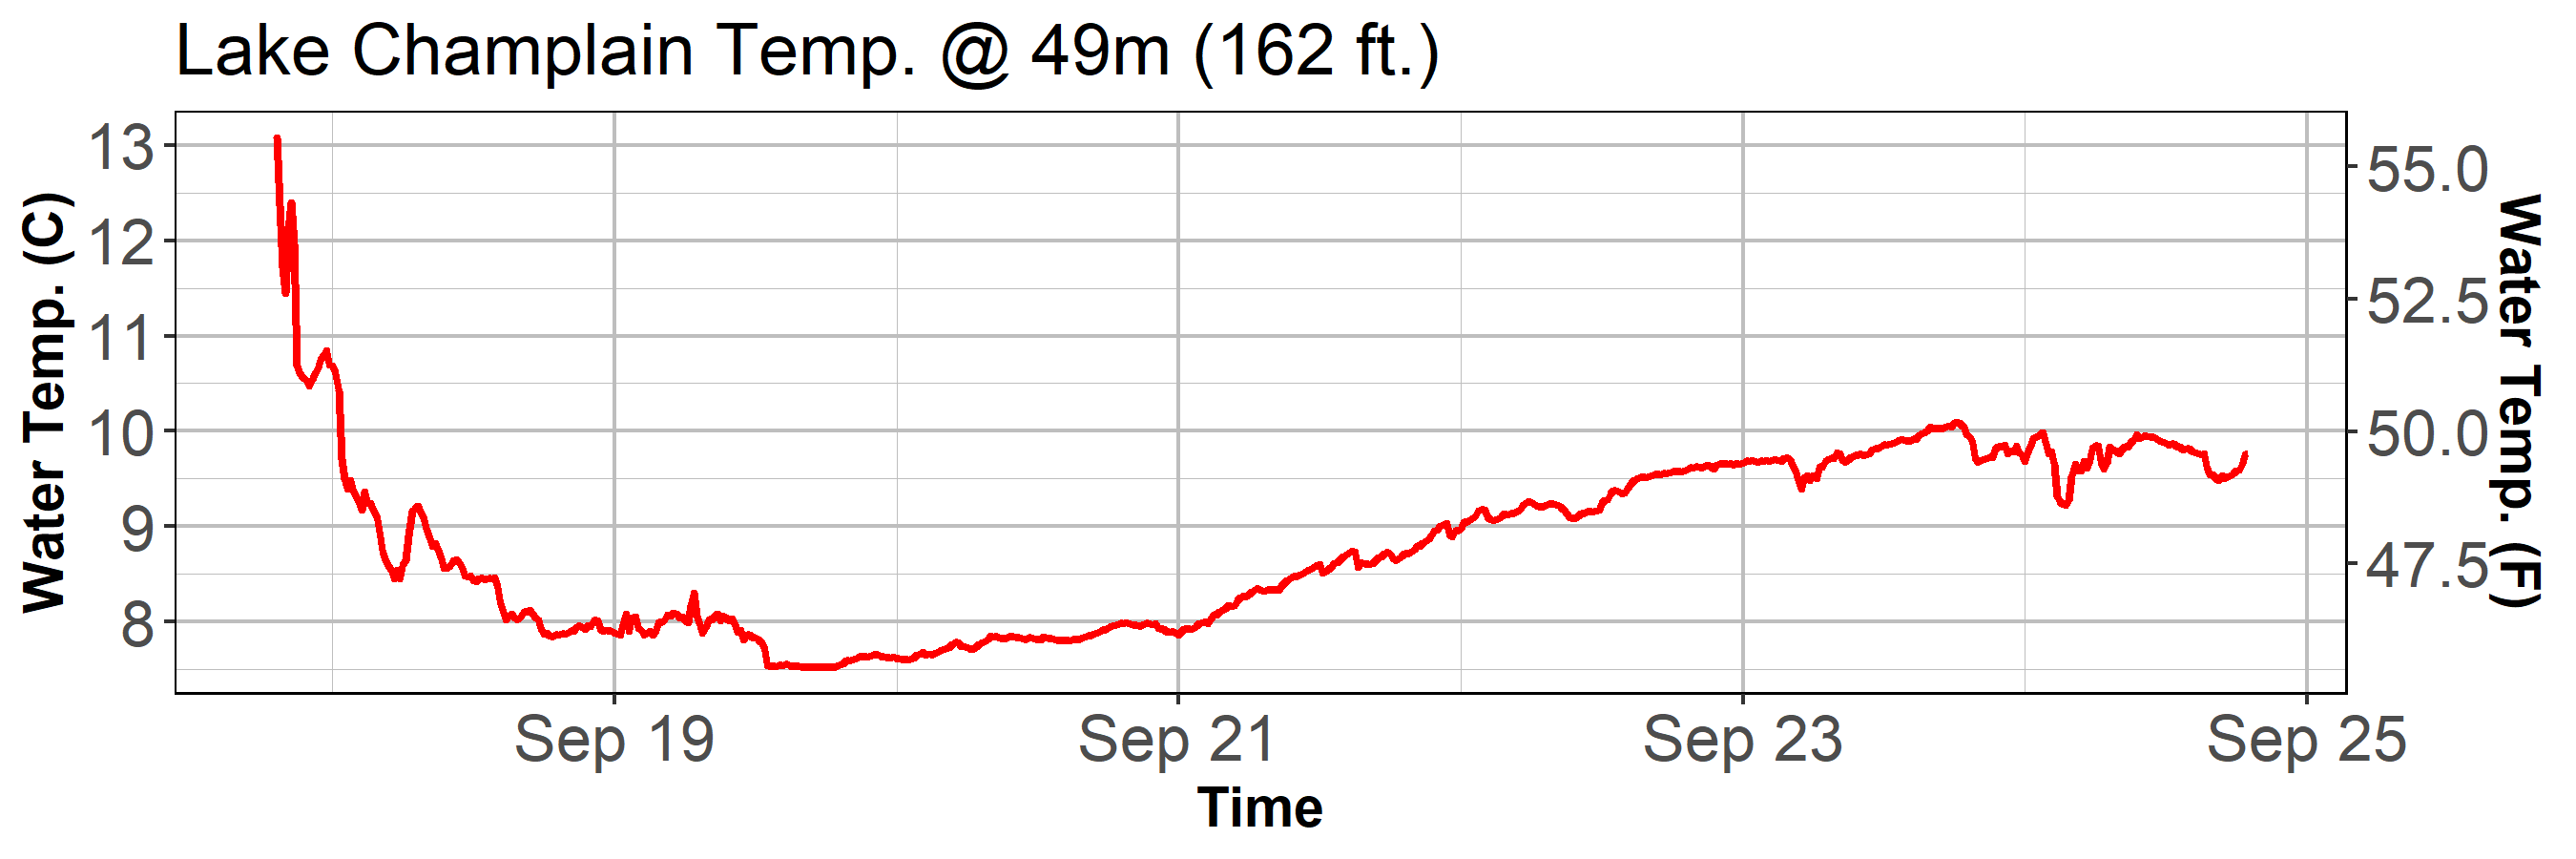 Lake Champlain Temp. @ 49m (162 ft.)
Water Temp. (C)
13
12
11
10
9
8
55.0
52.5
50.0
47.5
Water Temp. (F)
Sep 19 Sep 21 Sep 23 Sep 25
Time